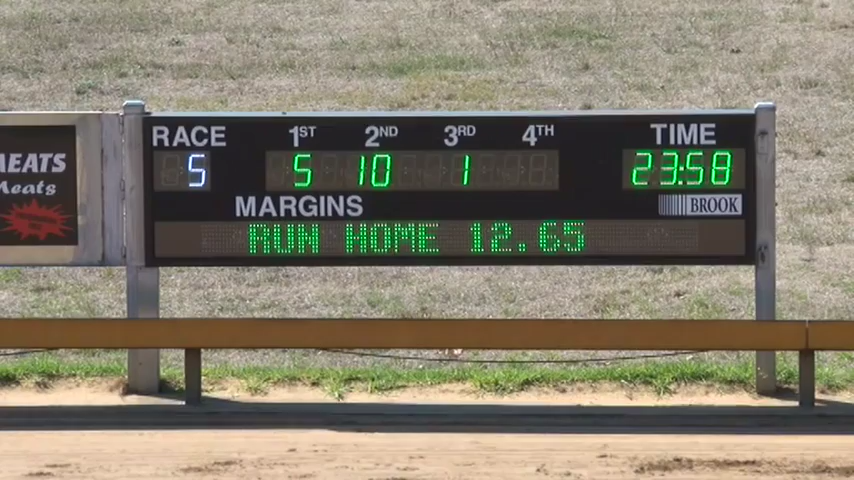 MEATS
Meats
RACE 1ST 2ND 3RD 4TH TIME
5 5 10 1 23:58
MARGINS BROOK
RUN HOME 12.65